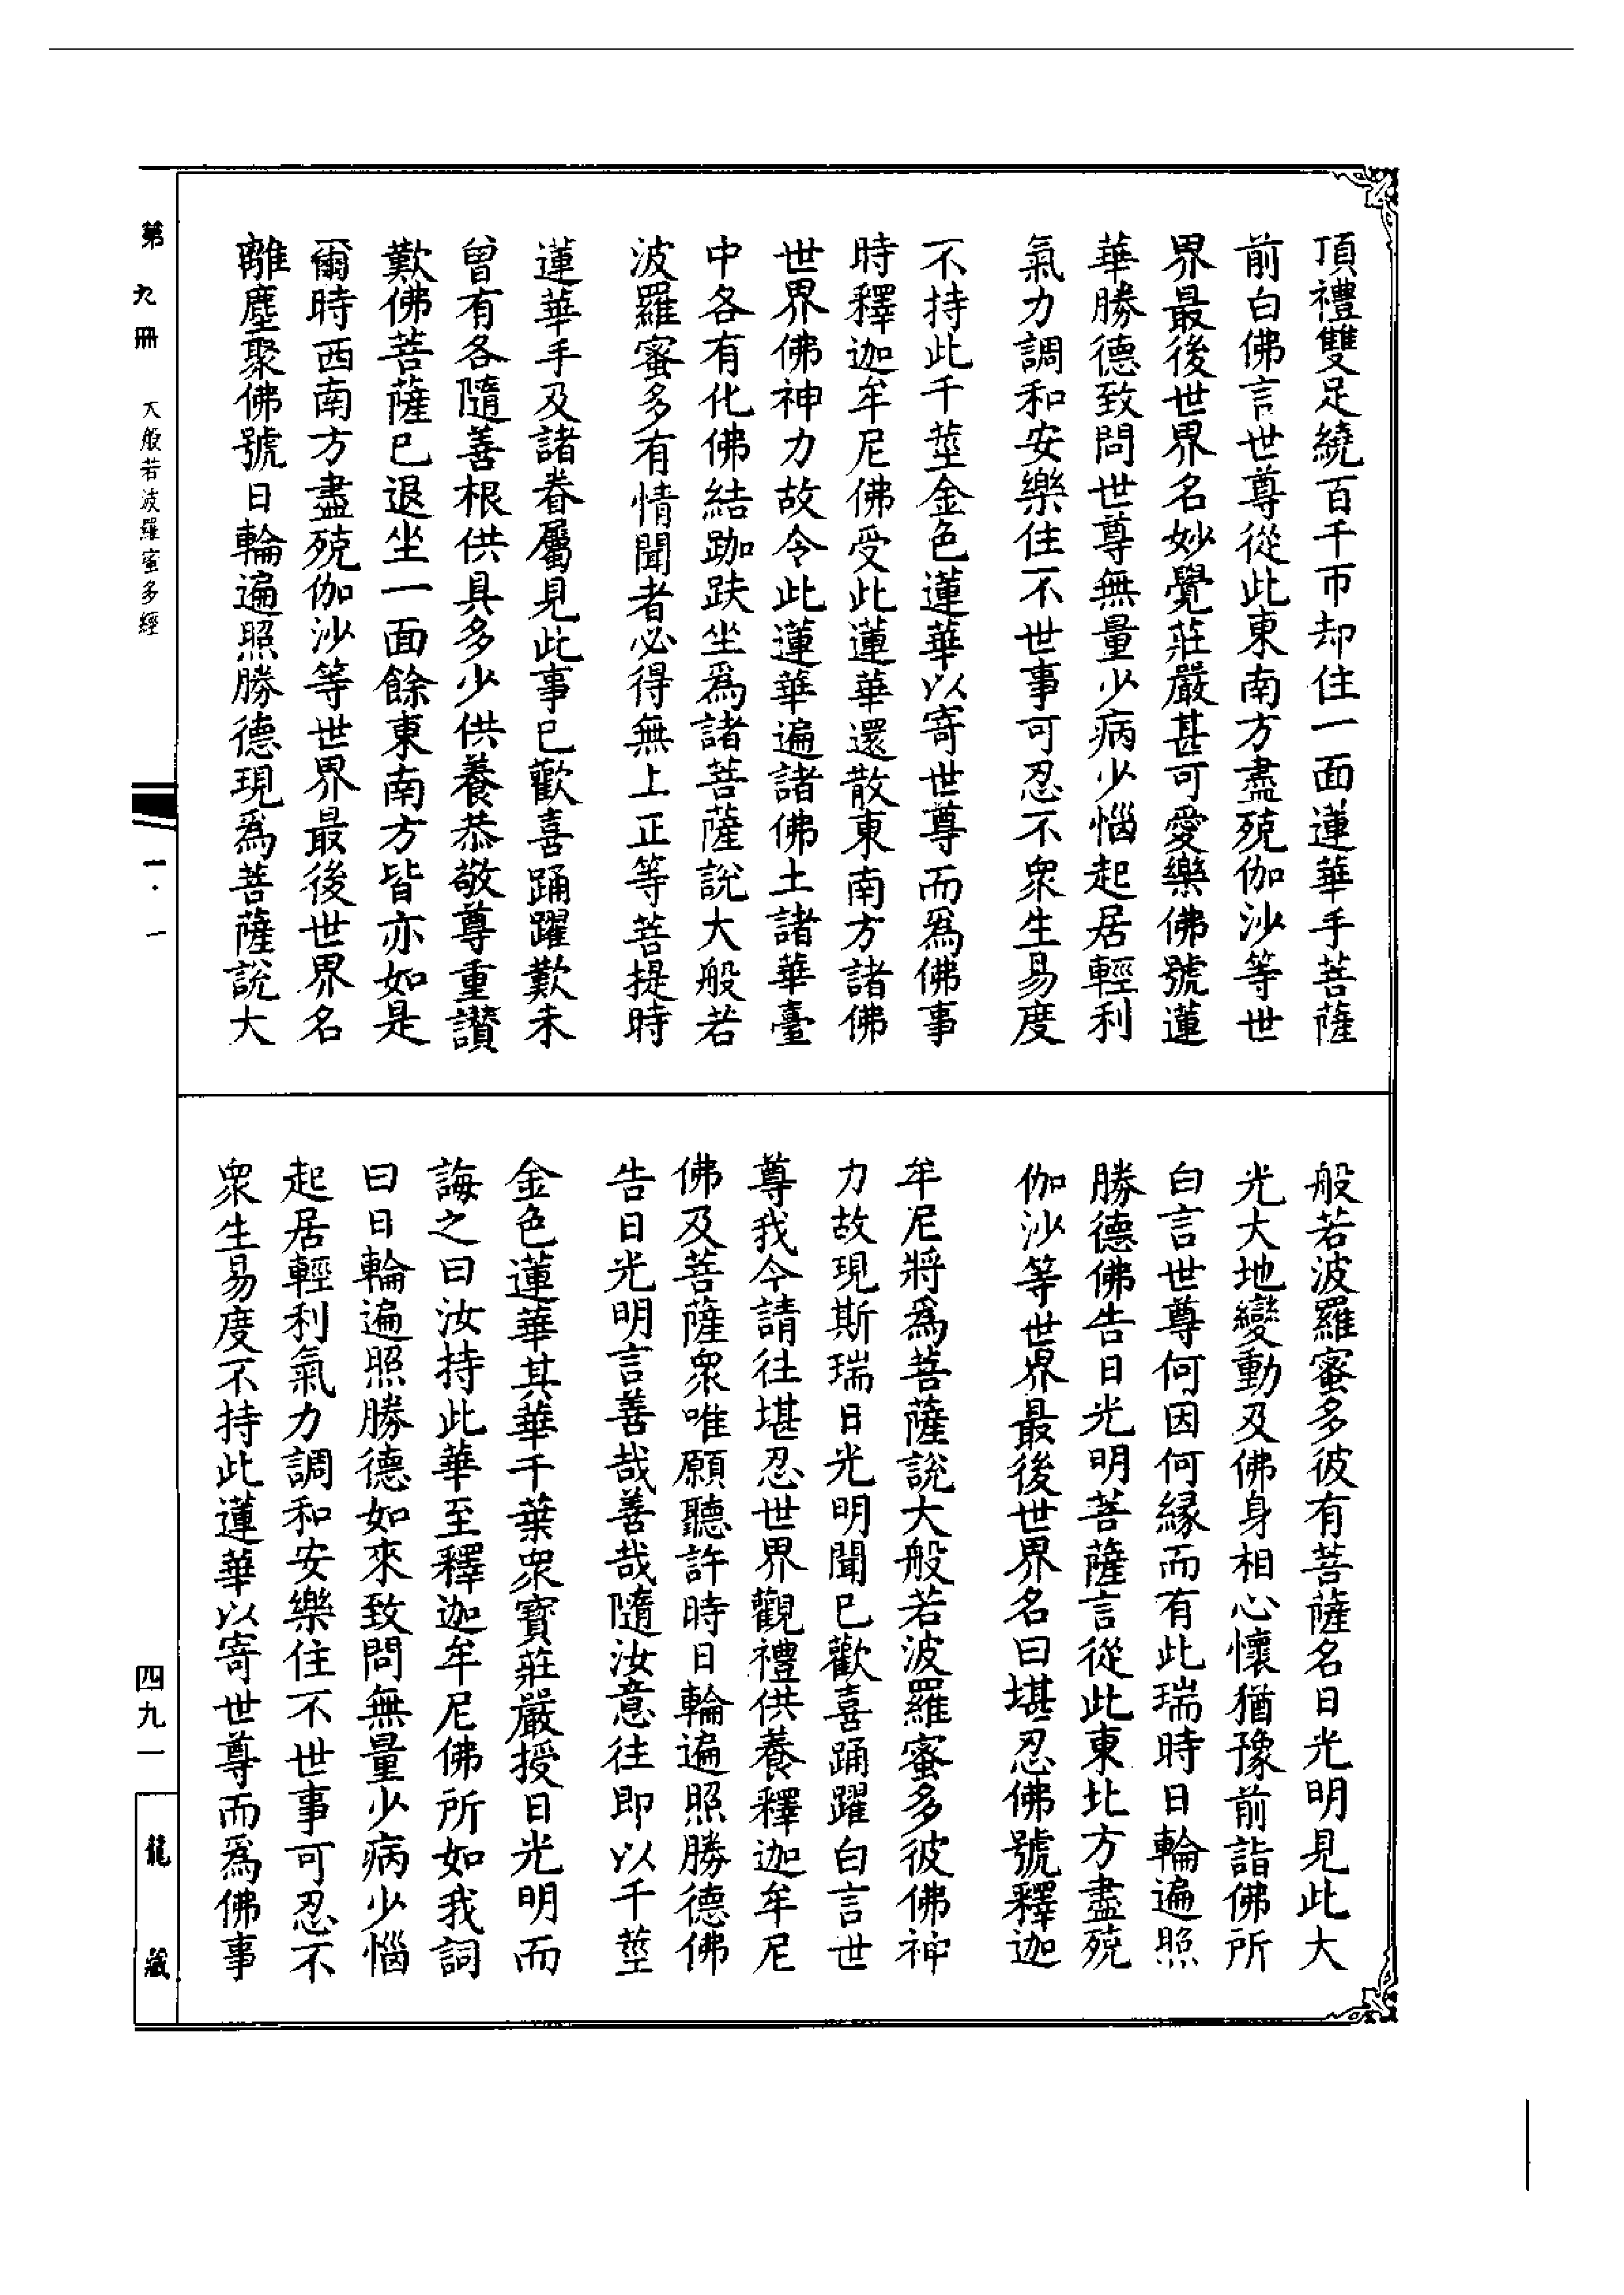 頂禮雙足繞百千帀却住一面蓮華手菩薩
前白佛言世尊從此東南方盡殑伽沙等世
界最後世界名妙覺莊嚴甚可愛樂佛號蓮
華勝德致問世尊無量少病少惱起居輕利
氣力調和安樂住不世事可忍不衆生易度
不持此千莖金色蓮華以寄世尊而爲佛事
時釋迦牟尼佛受此蓮華還散東南方諸佛
世界佛神力故令此蓮華遍諸佛土諸華臺
中各有化佛結跏趺坐爲諸菩薩說大般若
波羅蜜多有情聞者必得無上正等菩提時
蓮華手及諸眷屬見此事已歡喜踊躍歎未
曾有各隨善根供具多少供養恭敬尊重讚
歎佛菩薩已退坐一面餘東南方皆亦如是
爾時西南方盡殑伽沙等世界最後世界名
離塵聚佛號日輪遍照勝德現爲菩薩說大
般若波羅蜜多彼有菩薩名日光明見此大
光大地變動及佛身相心懷猶豫前詣佛所
白言世尊何因何緣而有此瑞時日輪遍照
勝德佛告日光明菩薩言從此東北方盡殑
伽沙等世界最後世界名曰堪忍佛號釋迦
牟尼將爲菩薩說大般若波羅蜜多彼佛神
力故現斯瑞日光明聞已歡喜踊躍白言世
尊我今請往堪忍世界觀禮供養釋迦牟尼
佛及菩薩衆唯願聽許時日輪遍照勝德佛
告日光明言善哉善哉隨汝意往即以千莖
金色蓮華其華千葉衆寶莊嚴授日光明而
誨之曰汝持此華至釋迦牟尼佛所如我詞
曰日輪遍照勝德如來致問無量少病少惱
起居輕利氣力調和安樂住不世事可忍不
衆生易度不持此蓮華以寄世尊而爲佛事
第九冊 大般若波羅蜜多經 一·一 四九一 龍藏